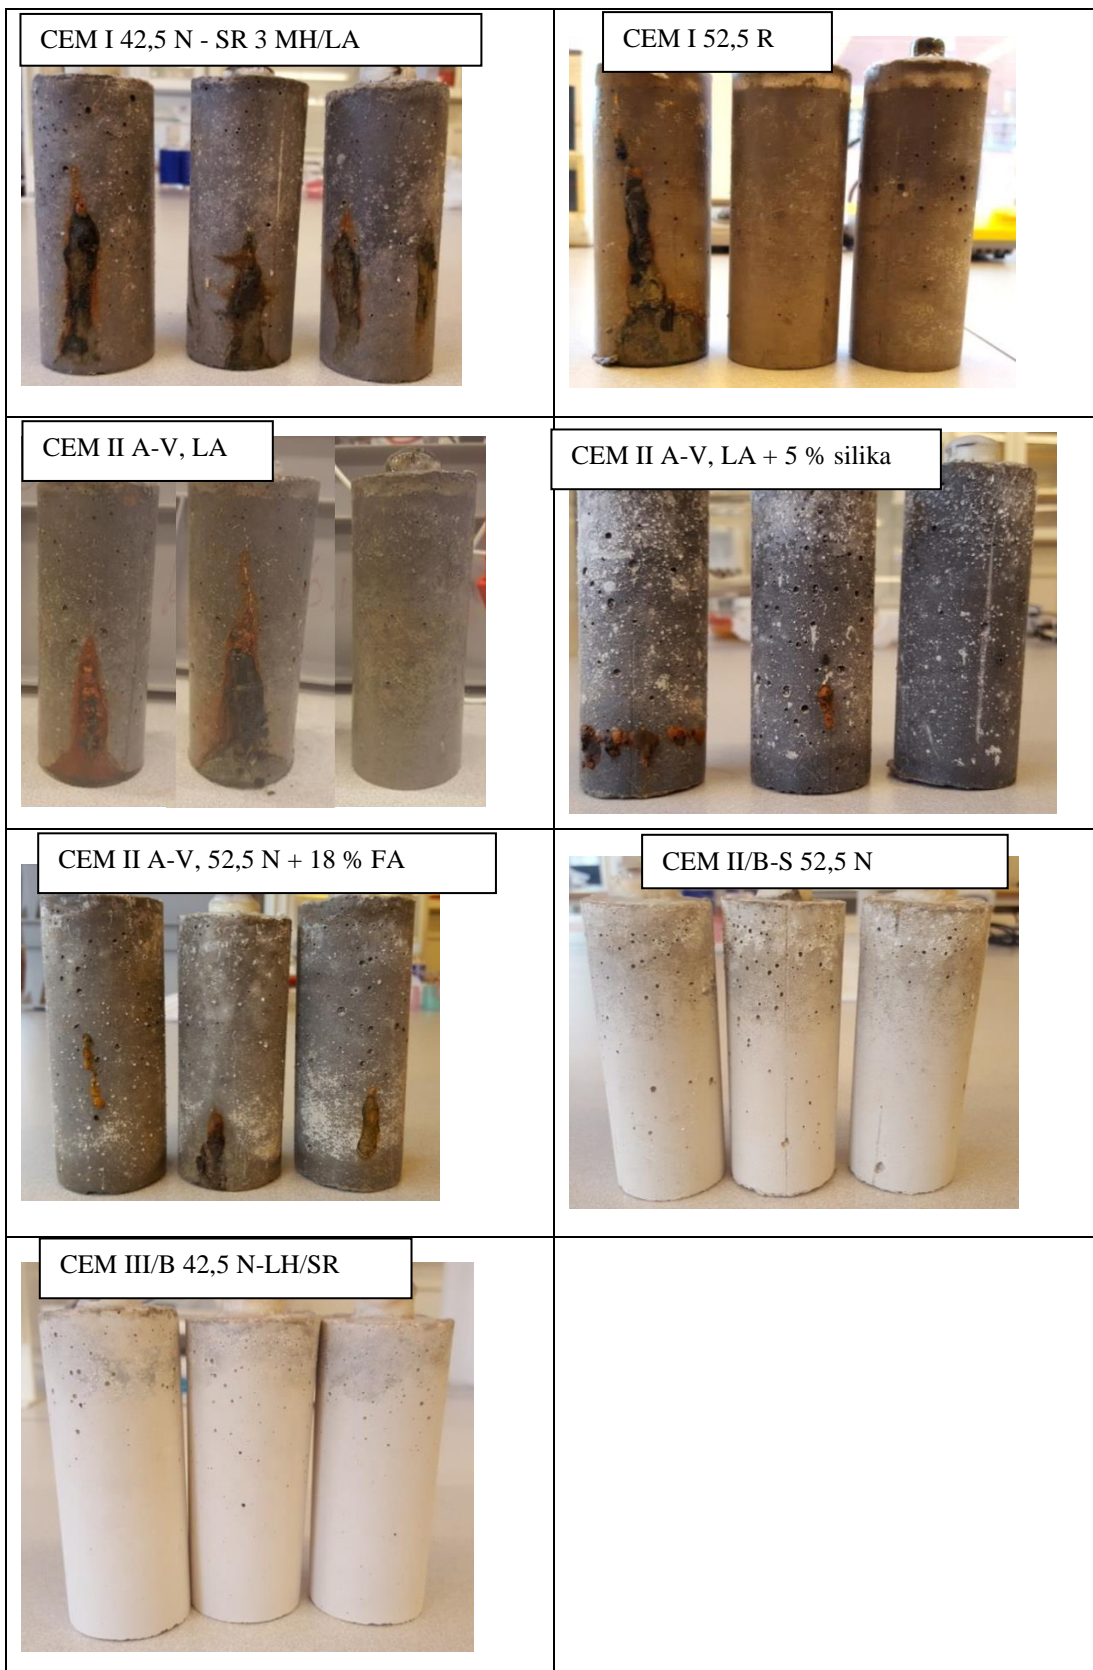 CEM I 42,5 N - SR 3 MH/LA
CEM I 52,5 R
CEM II A-V, LA
CEM II A-V, LA + 5 % silika
CEM II A-V, 52,5 N + 18 % FA
CEM II/B-S 52,5 N
CEM III/B 42,5 N-LH/SR